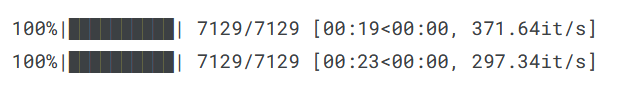 100%|█████████| 7129/7129 [00:19<00:00, 371.64it/s]
100%|█████████| 7129/7129 [00:23<00:00, 297.34it/s]